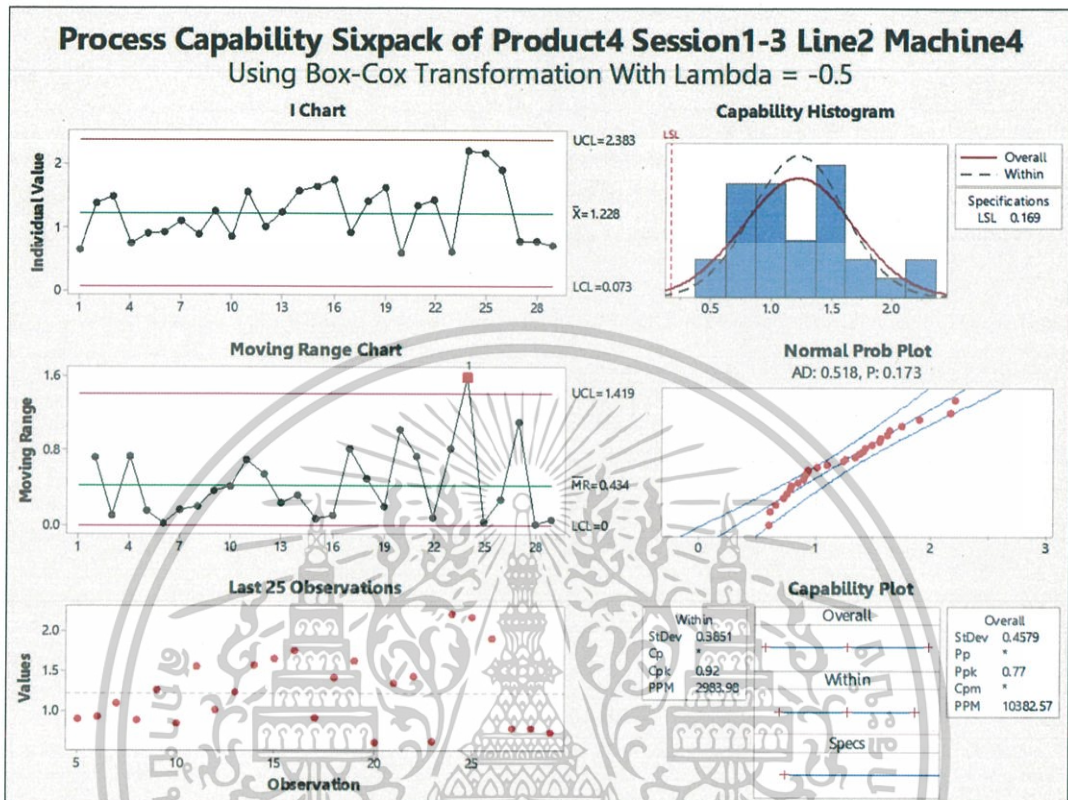 Process Capability Sixpack of Product4 Session1-3 Line2 Machine4
Using Box-Cox Transformation With Lambda = -0.5
I Chart
Individual Value
2
1
0
UCL=2.383
X̄=1.228
LCL=0.073
1 4 7 10 13 16 19 22 25 28
Capability Histogram
LSL
Overall
Within
Specifications
LSL 0.169
0.5 1.0 1.5 2.0
Moving Range Chart
Moving Range
1.6
0.8
0.0
1
UCL=1.419
M̄R̄=0.434
LCL=0
1 4 7 10 13 16 19 22 25 28
Normal Prob Plot
AD: 0.518, P: 0.173
0 1 2 3
Last 25 Observations
Values
2.0
1.5
1.0
5 10 15 20 25
Observation
Capability Plot
Within
StDev 0.3851
Cp *
Cpk 0.92
PPM 2983.98
Overall
Within
Specs
Overall
StDev 0.4579
Pp *
Ppk 0.77
Cpm *
PPM 10382.57